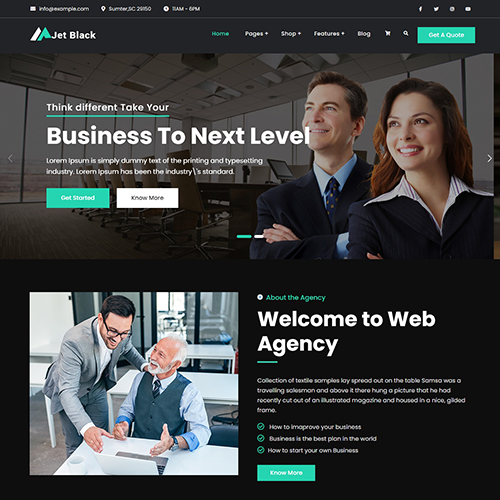 info@example.com Sumter,SC 29150 11AM - 6PM
Jet Black Home Pages + Shop + Features + Blog Get A Quote
Think different Take Your
Business To Next Level
Lorem Ipsum is simply dummy text of the printing and typesetting
industry. Lorem Ipsum has been the industry\'s standard.
Get Started Know More
About the Agency
Welcome to Web
Agency
Collection of textile samples lay spread out on the table Samsa was a
travelling salesman and above it there hung a picture that he had
recently cut out of an illustrated magazine and housed in a nice, gilded
frame.
How to Imaprove your business
Business is the best plan in the world
How to start your own Business
Know More